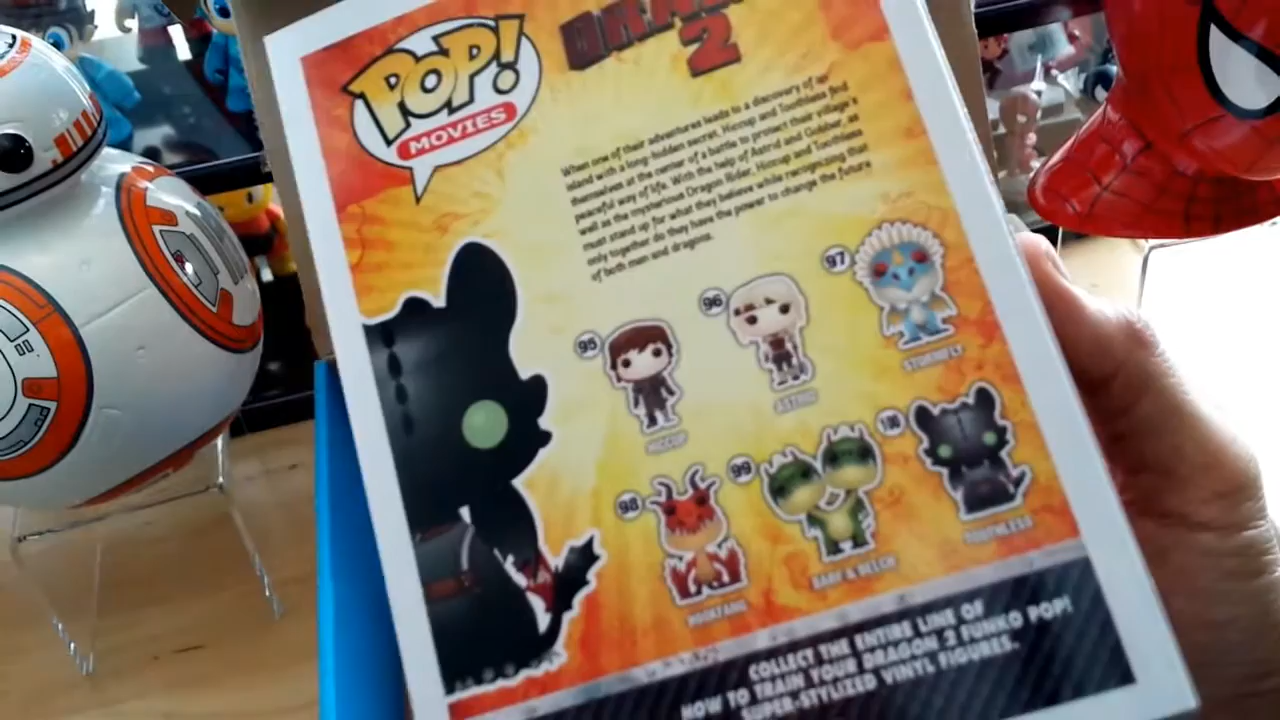 POP!
MOVIES
DRAGON
2
When one of their adventures leads to a discovery of an
island with a long-hidden secret, Hiccup and Toothless find
themselves at the center of a battle to protect their village's
peaceful way of life. With the help of Astrid and Gobber, as
well as the mysterious Dragon Rider, Hiccup and Toothless
must stand up for what they believe while recognizing that
only together do they have the power to change the future
of both men and dragons.
95
HICCUP
96
ASTRID
97
STORMFLY
98
HOOKFANG
99
BARF & BELCH
100
TOOTHLESS
COLLECT THE ENTIRE LINE OF
HOW TO TRAIN YOUR DRAGON 2 FUNKO POP!
SUPER-STYLIZED VINYL FIGURES.